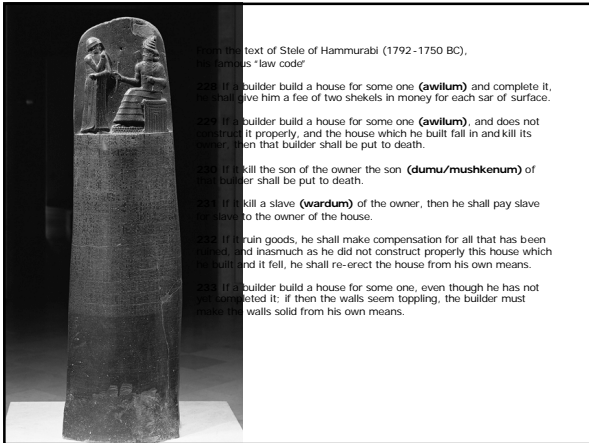 From the text of Stele of Hammurabi (1792-1750 BC),
his famous “law code”
228 If a builder build a house for some one (awilum) and complete it,
he shall give him a fee of two shekels in money for each sar of surface.
229 If a builder build a house for some one (awilum), and does not
construct it properly, and the house which he built fall in and kill its
owner, then that builder shall be put to death.
230 If it kill the son of the owner the son (dumu/mushkenum) of
that builder shall be put to death.
231 If it kill a slave (wardum) of the owner, then he shall pay slave
for slave to the owner of the house.
232 If it ruin goods, he shall make compensation for all that has been
ruined, and inasmuch as he did not construct properly this house which
he built and it fell, he shall re-erect the house from his own means.
233 If a builder build a house for some one, even though he has not
yet completed it; if then the walls seem toppling, the builder must
make the walls solid from his own means.